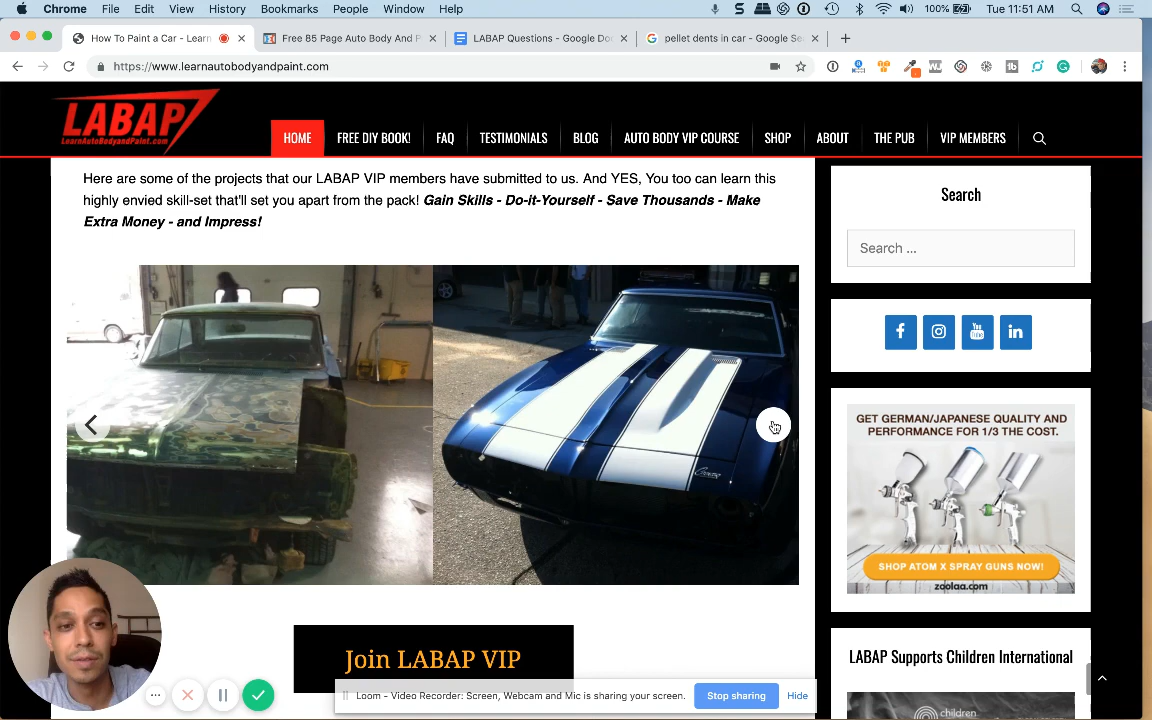 Chrome File Edit View History Bookmarks People Window Help 100% Tue 11:51 AM
How To Paint a Car - Learn
Free 85 Page Auto Body And P
LABAP Questions - Google Do
pellet dents in car - Google Se
https://www.learnautobodyandpaint.com
LABAP
LearnAutoBodyandPaint.com
HOME FREE DIY BOOK! FAQ TESTIMONIALS BLOG AUTO BODY VIP COURSE SHOP ABOUT THE PUB VIP MEMBERS
Here are some of the projects that our LABAP VIP members have submitted to us. And YES, You too can learn this
highly envied skill-set that'll set you apart from the pack! Gain Skills - Do-it-Yourself - Save Thousands - Make
Extra Money - and Impress!
Join LABAP VIP
Search
Search ...
You
Tube
GET GERMAN/JAPANESE QUALITY AND
PERFORMANCE FOR 1/3 THE COST.
SHOP ATOM X SPRAY GUNS NOW!
zoolaa.com
LABAP Supports Children International
children
Loom - Video Recorder: Screen, Webcam and Mic is sharing your screen.
Stop sharing
Hide